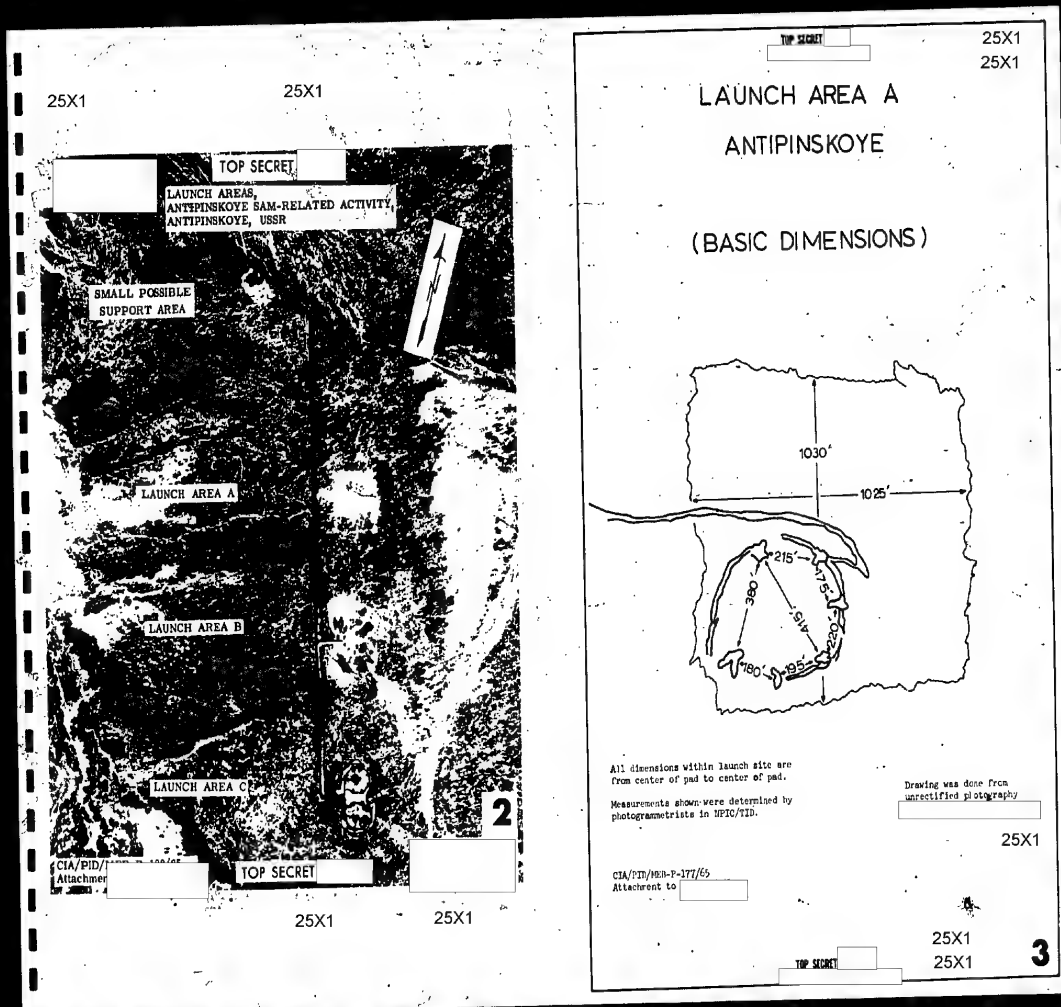 25X1
25X1
TOP SECRET
LAUNCH AREAS,
ANTIPINSKOYE SAM-RELATED ACTIVITY,
ANTIPINSKOYE, USSR
SMALL POSSIBLE
SUPPORT AREA
LAUNCH AREA A
LAUNCH AREA B
LAUNCH AREA C
2
CIA/PID/
TOP SECRET
25X1
25X1
TOP SECRET
25X1
25X1
LAUNCH AREA A
ANTIPINSKOYE
(BASIC DIMENSIONS)
1030'
1025'
215'
175'
380'
415'
220'
180'
195'
All dimensions within launch site are
from center of pad to center of pad.
Measurements shown were determined by
photogrammetrists in NPIC/TID.
Drawing was done from
unrectified photography
25X1
CIA/PID/MEB-P-177/65
Attachment to
25X1
25X1
TOP SECRET
3